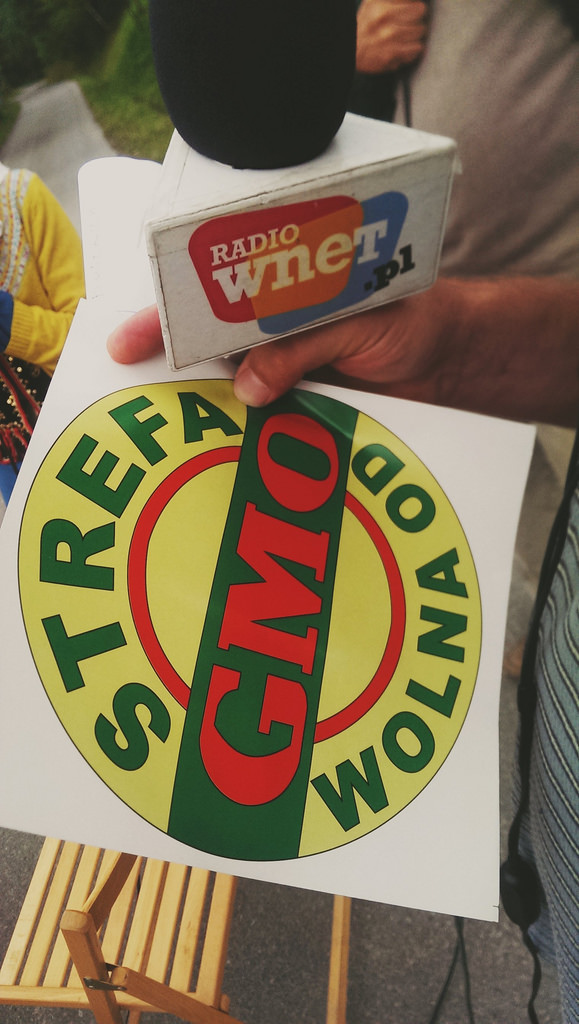 RADIO
wnet
.pl
STREFA
WOLNA OD
GMO